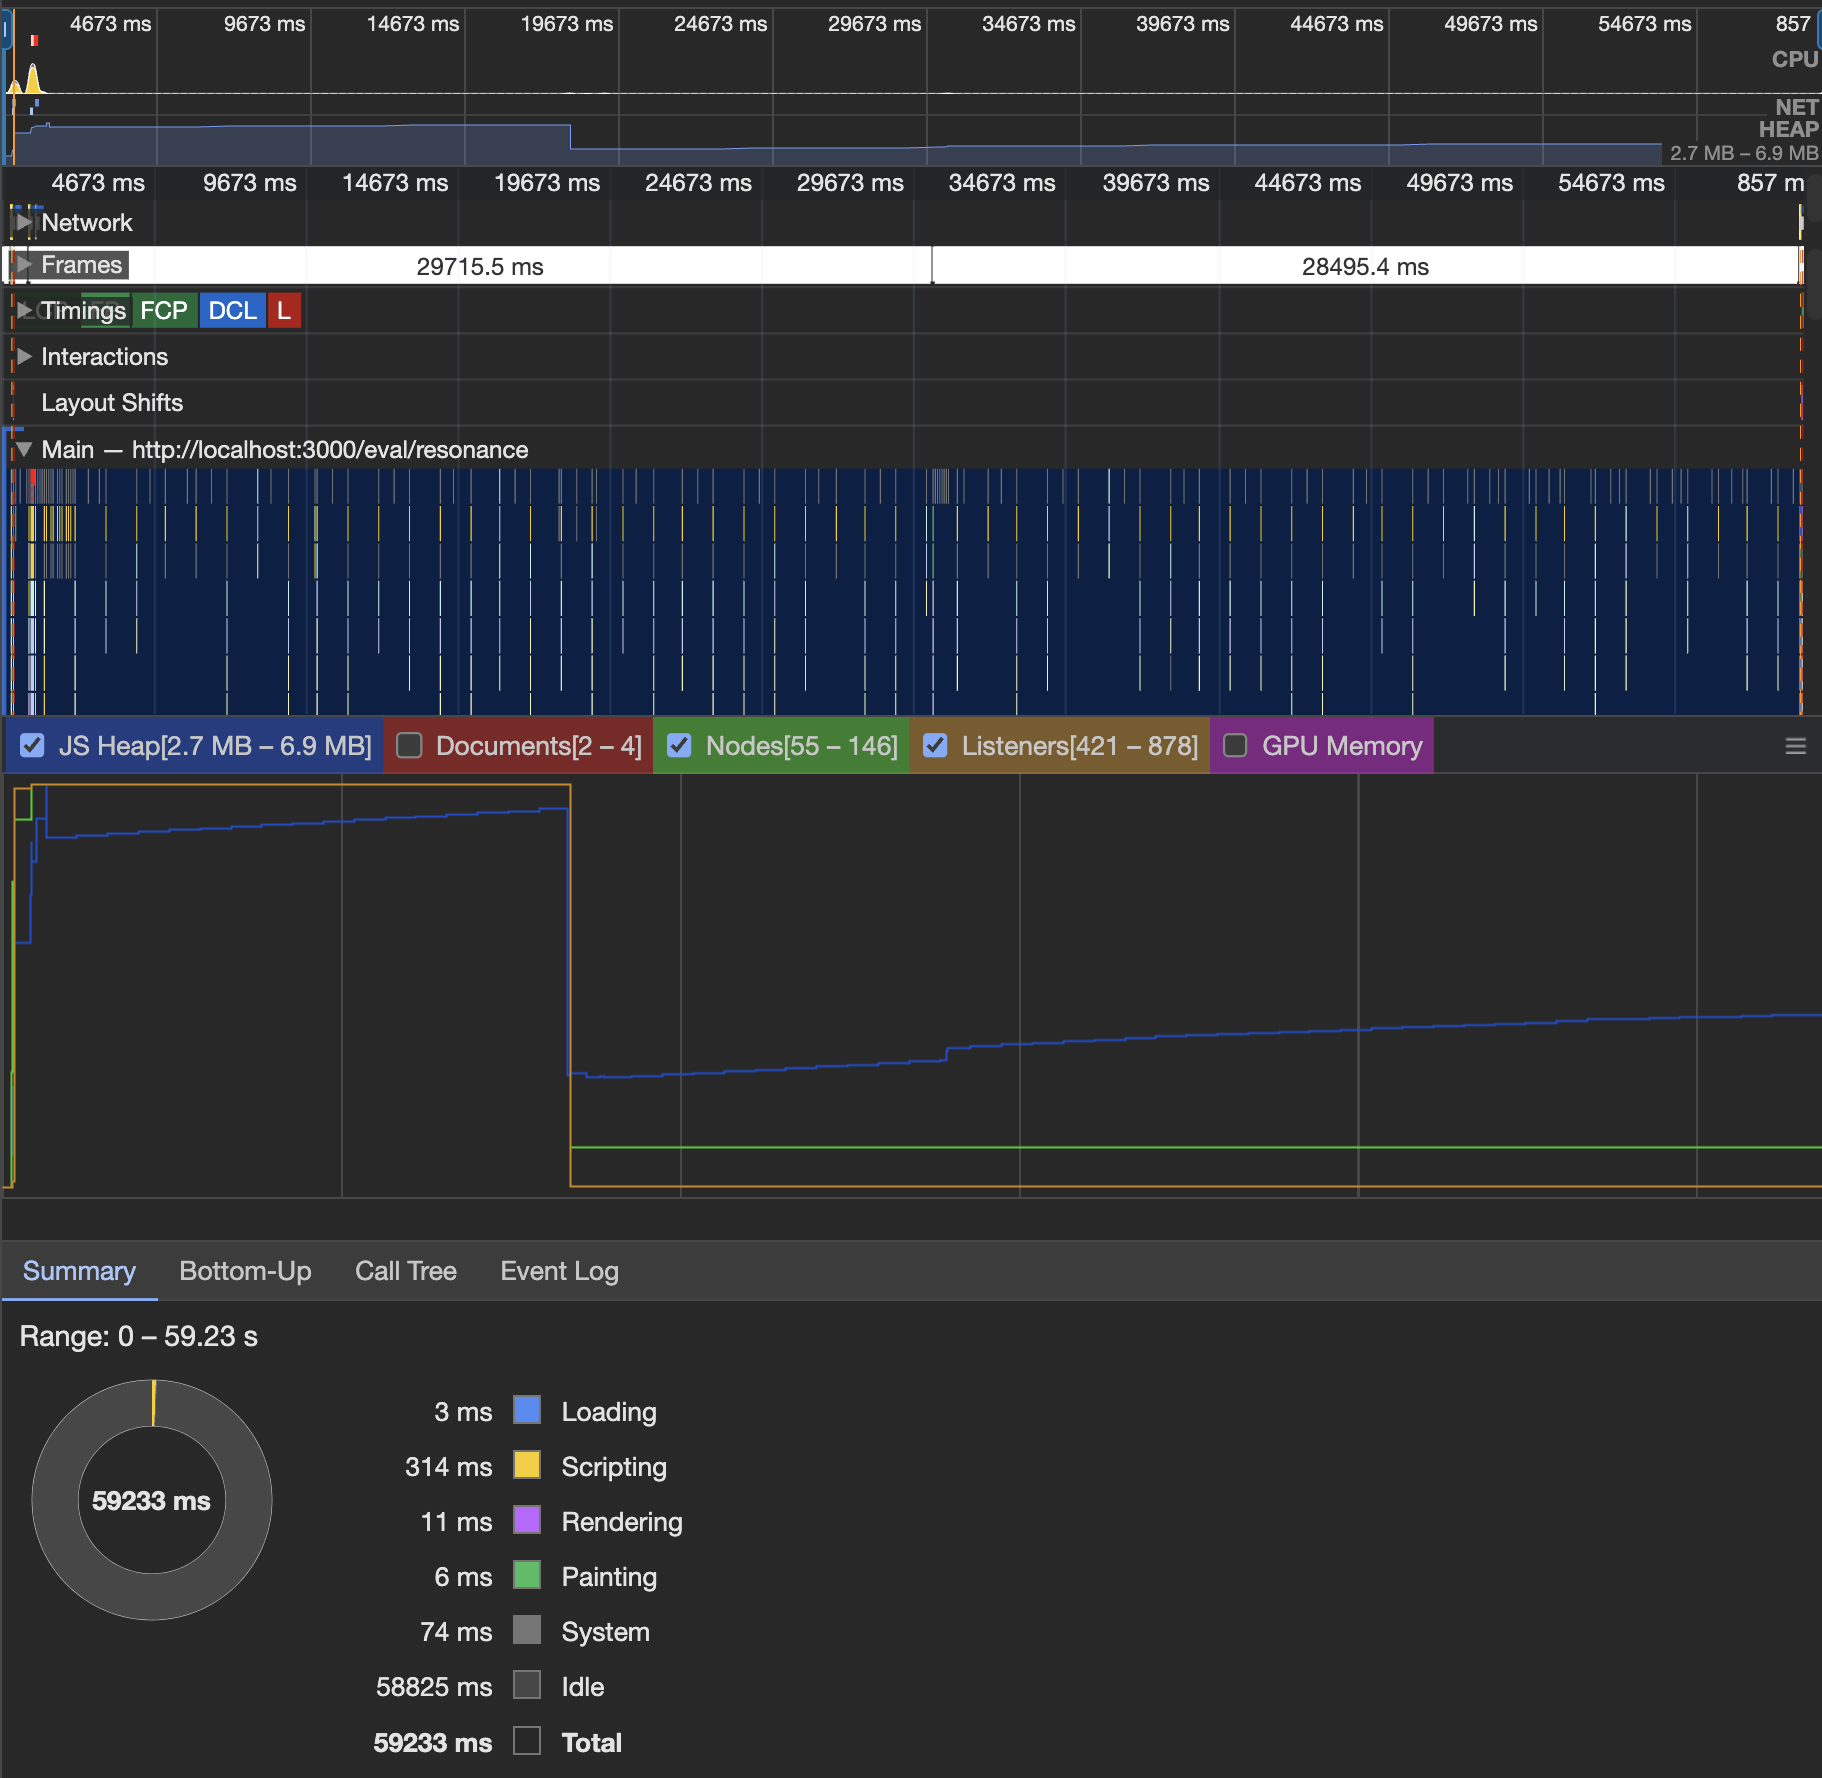 4673 ms 9673 ms 14673 ms 19673 ms 24673 ms 29673 ms 34673 ms 39673 ms 44673 ms 49673 ms 54673 ms 857
CPU
NET
HEAP
2.7 MB – 6.9 MB
4673 ms 9673 ms 14673 ms 19673 ms 24673 ms 29673 ms 34673 ms 39673 ms 44673 ms 49673 ms 54673 ms 857 m
Network
Frames 29715.5 ms 28495.4 ms
Timings FCP DCL L
Interactions
Layout Shifts
Main — http://localhost:3000/eval/resonance
JS Heap[2.7 MB – 6.9 MB] Documents[2 – 4] Nodes[55 – 146] Listeners[421 – 878] GPU Memory
Summary Bottom-Up Call Tree Event Log
Range: 0 – 59.23 s
59233 ms
3 ms Loading
314 ms Scripting
11 ms Rendering
6 ms Painting
74 ms System
58825 ms Idle
59233 ms Total